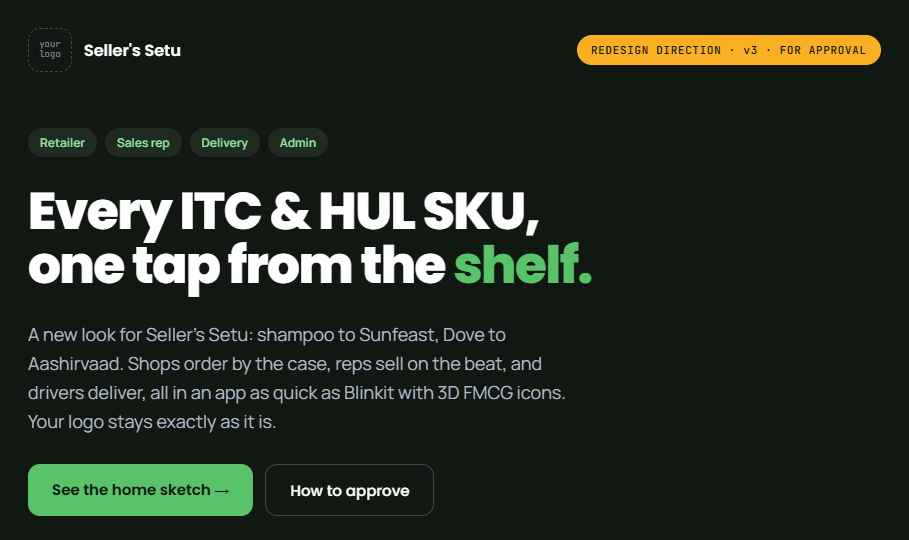 your
logo
Seller's Setu
REDESIGN DIRECTION · v3 · FOR APPROVAL
Retailer
Sales rep
Delivery
Admin
Every ITC & HUL SKU,
one tap from the shelf.
A new look for Seller's Setu: shampoo to Sunfeast, Dove to
Aashirvaad. Shops order by the case, reps sell on the beat, and
drivers deliver, all in an app as quick as Blinkit with 3D FMCG icons.
Your logo stays exactly as it is.
See the home sketch →
How to approve